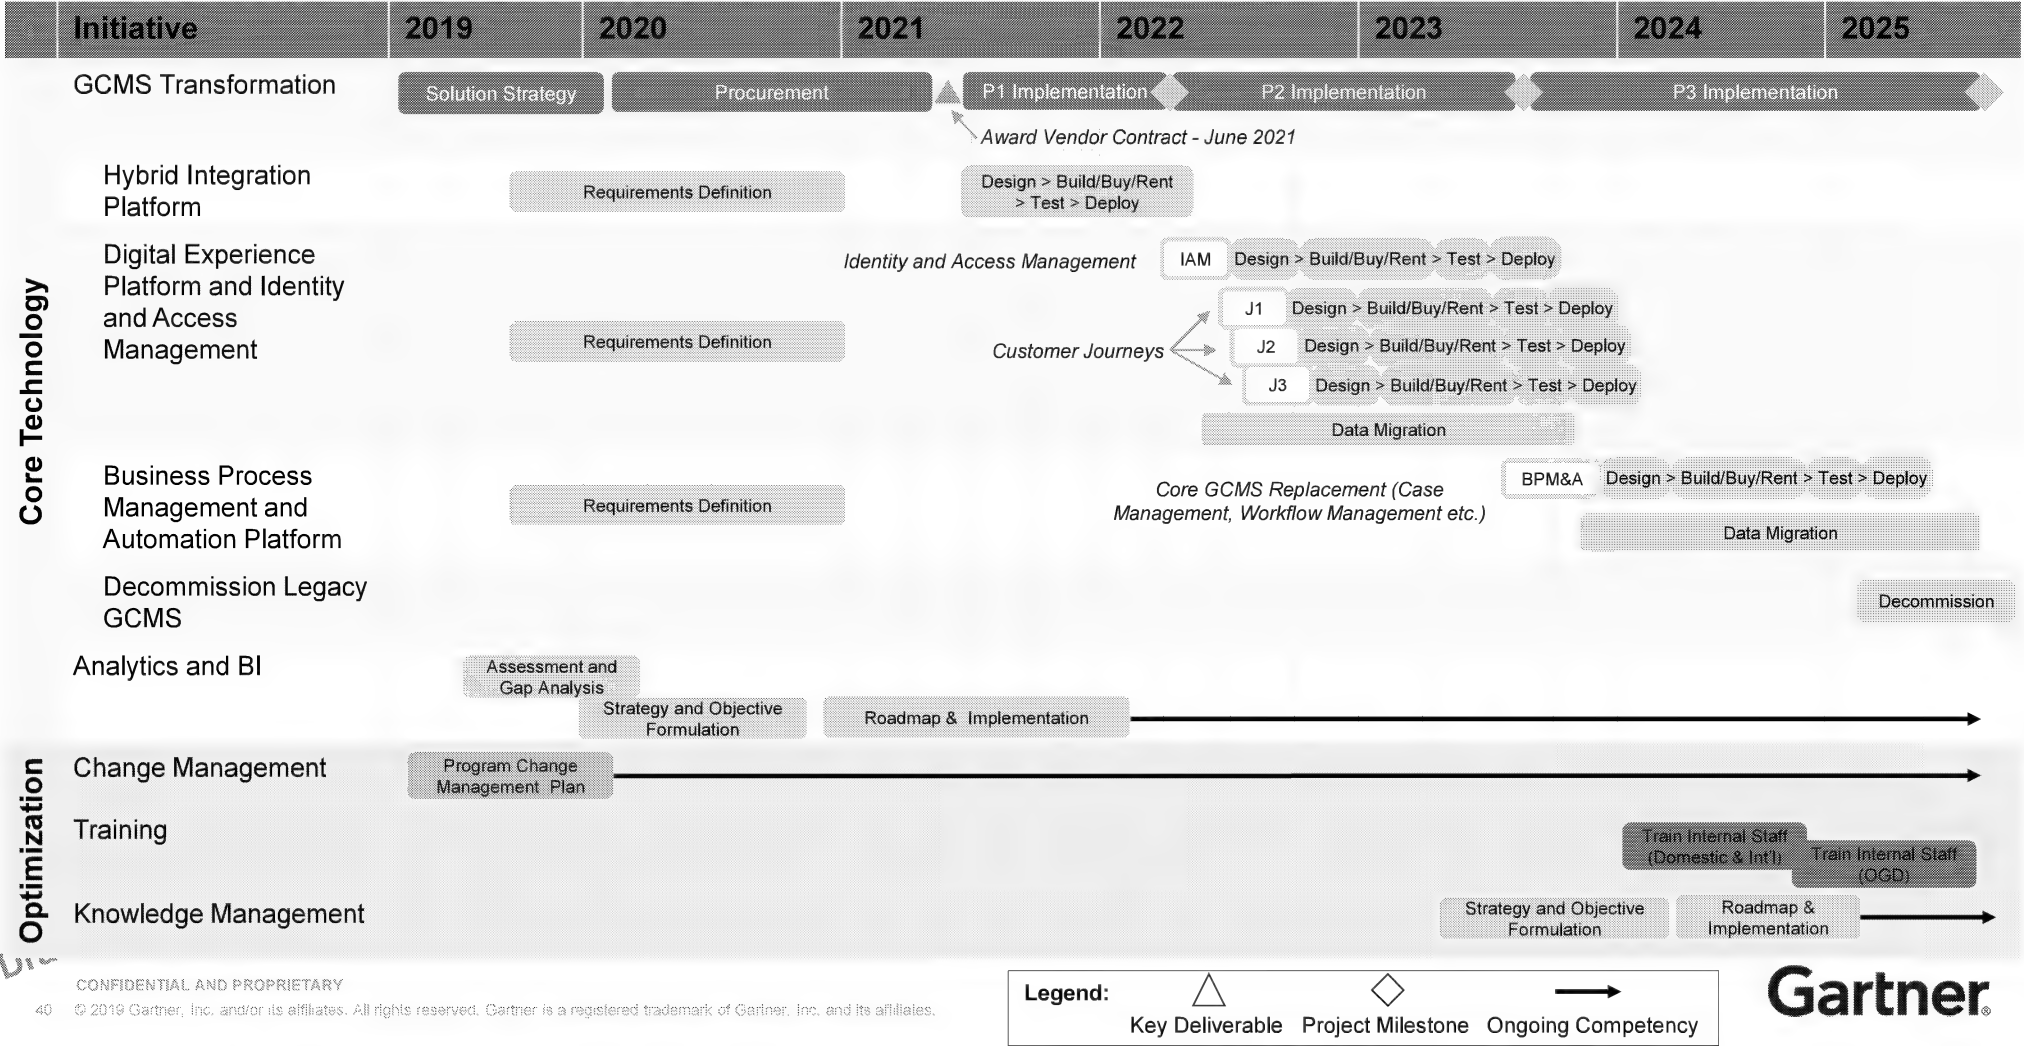 Initiative 2019 2020 2021 2022 2023 2024 2025
Core Technology
GCMS Transformation
Solution Strategy
Procurement
P1 Implementation
P2 Implementation
P3 Implementation
Award Vendor Contract - June 2021
Hybrid Integration
Platform
Requirements Definition
Design > Build/Buy/Rent
> Test > Deploy
Digital Experience
Platform and Identity
and Access
Management
Requirements Definition
Identity and Access Management
IAM Design > Build/Buy/Rent > Test > Deploy
Customer Journeys
J1 Design > Build/Buy/Rent > Test > Deploy
J2 Design > Build/Buy/Rent > Test > Deploy
J3 Design > Build/Buy/Rent > Test > Deploy
Data Migration
Business Process
Management and
Automation Platform
Requirements Definition
Core GCMS Replacement (Case
Management, Workflow Management etc.)
BPM&A Design > Build/Buy/Rent > Test > Deploy
Data Migration
Decommission Legacy
GCMS
Decommission
Analytics and BI
Assessment and
Gap Analysis
Strategy and Objective
Formulation
Roadmap & Implementation
Optimization
Change Management
Program Change
Management Plan
Training
Train Internal Staff
(Domestic & Int'l)
Train Internal Staff
(OGD)
Knowledge Management
Strategy and Objective
Formulation
Roadmap &
Implementation
CONFIDENTIAL AND PROPRIETARY
40 © 2019 Gartner, Inc. and/or its affiliates. All rights reserved. Gartner is a registered trademark of Gartner, Inc. and its affiliates.
Legend:
Key Deliverable Project Milestone Ongoing Competency
Gartner®